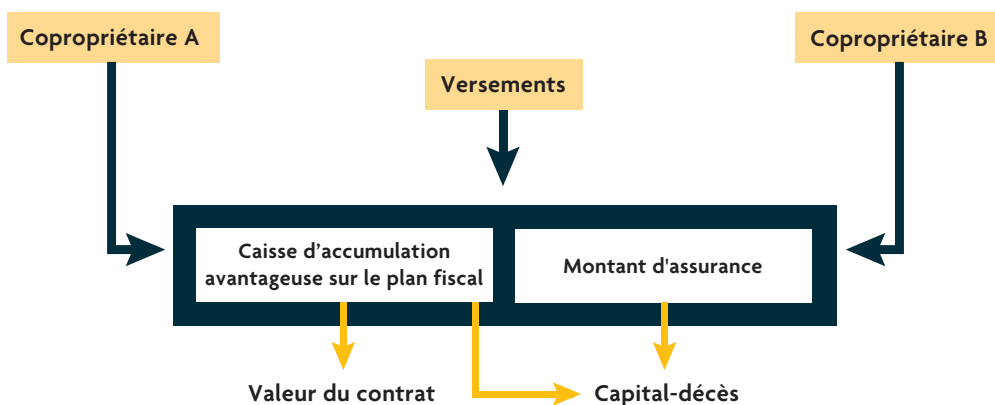 Copropriétaire A
Copropriétaire B
Versements
Caisse d’accumulation
avantageuse sur le plan fiscal
Montant d'assurance
Valeur du contrat
Capital-décès